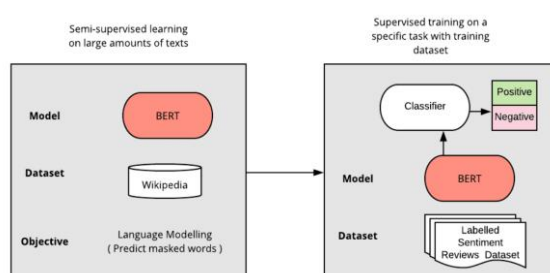 Semi-supervised learning
on large amounts of texts
Model
BERT
Dataset
Wikipedia
Objective
Language Modelling
( Predict masked words )
Supervised training on a
specific task with training
dataset
Classifier
Positive
Negative
Model
BERT
Dataset
Labelled
Sentiment
Reviews Dataset